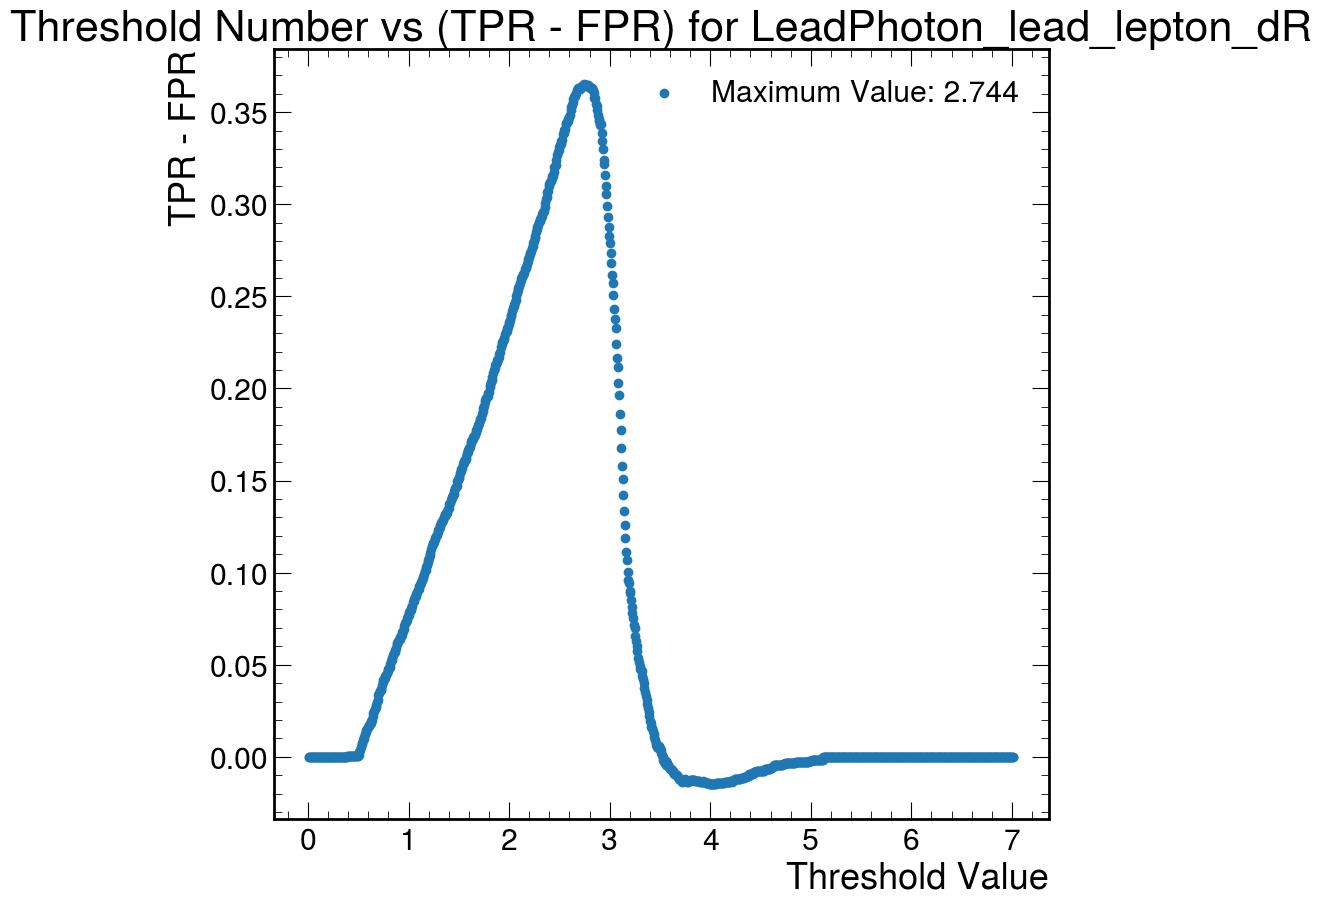 Threshold Number vs (TPR - FPR) for LeadPhoton_lead_lepton_dR
TPR - FPR
Maximum Value: 2.744
0.35
0.30
0.25
0.20
0.15
0.10
0.05
0.00
0 1 2 3 4 5 6 7
Threshold Value